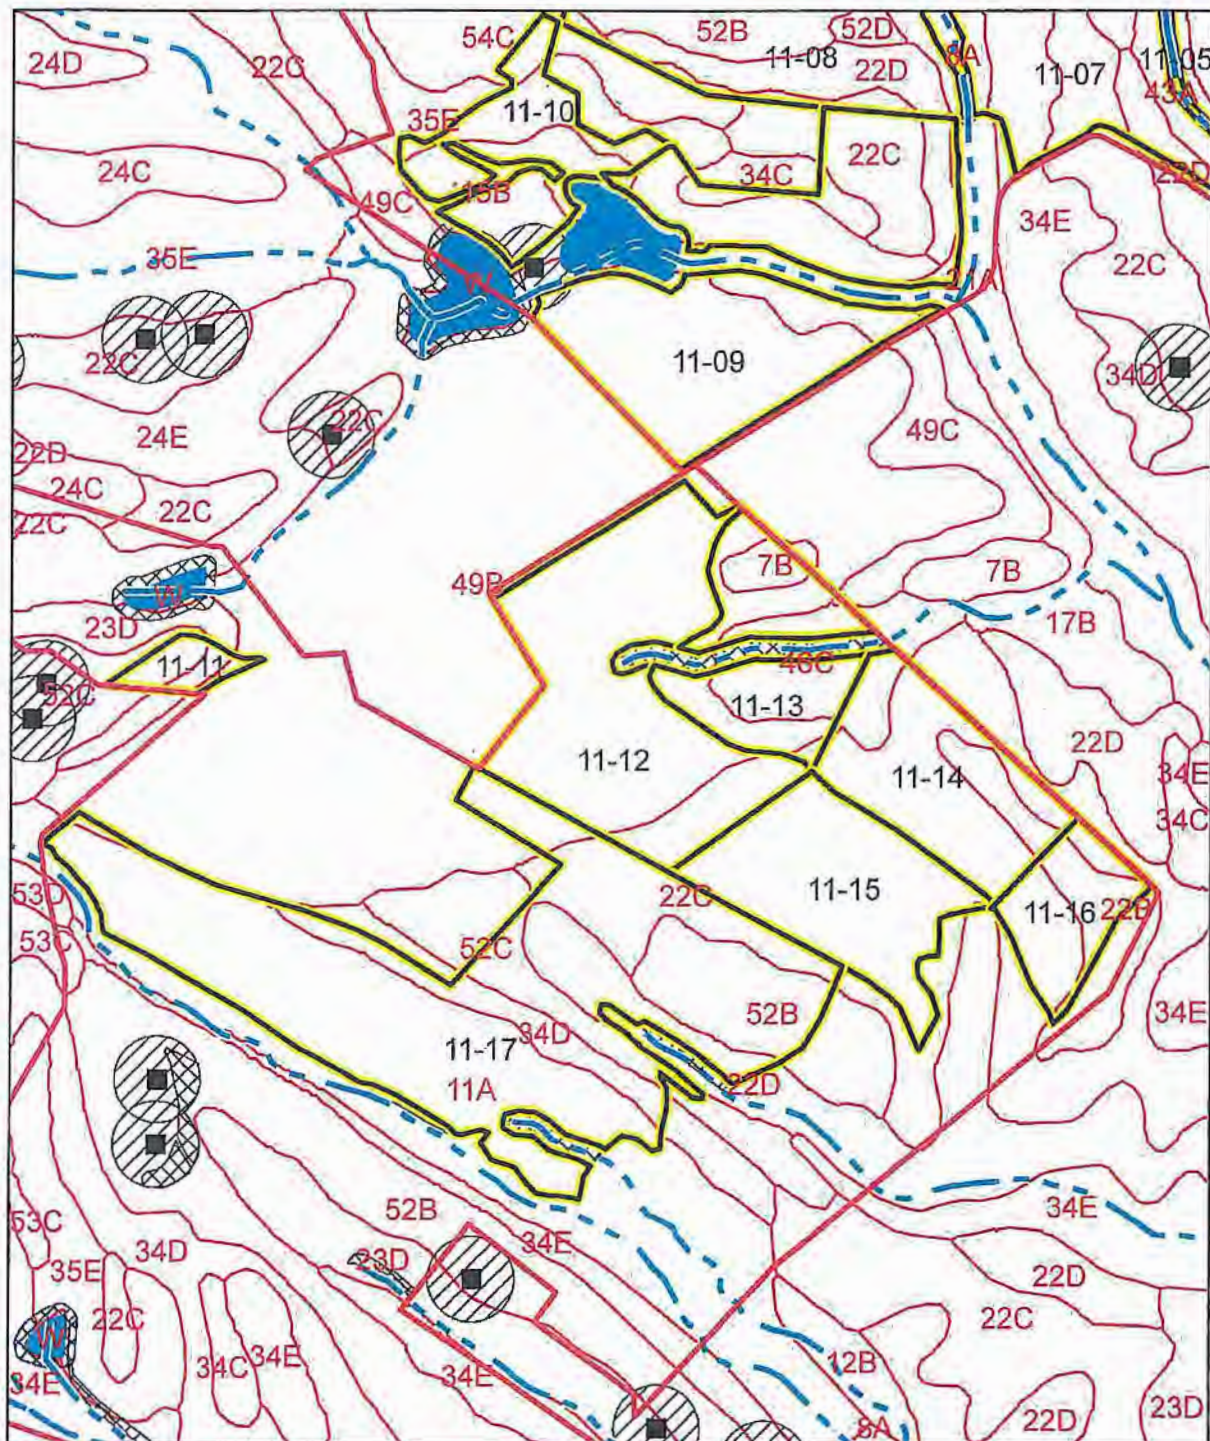 54C
52B
52D
24D
22C
11-08
8A
11-07
11-05
22D
43A
11-10
35E
22C
24C
34C
22D
15B
49C
34E
35E
22C
W
21A
11-09
22C
34D
22C
24E
49C
22D
24C
22C
22C
7B
7B
49B
W
23D
17B
46C
11-11
52C
11-13
22D
11-12
11-14
34E
34C
53D
22C
11-15
11-16
22B
53C
52C
52B
34E
34D
11-17
22D
11A
34E
53C
52B
34D
34E
23D
35E
22D
22C
22C
W
34C
34E
34E
34E
12B
23D
22D
8A